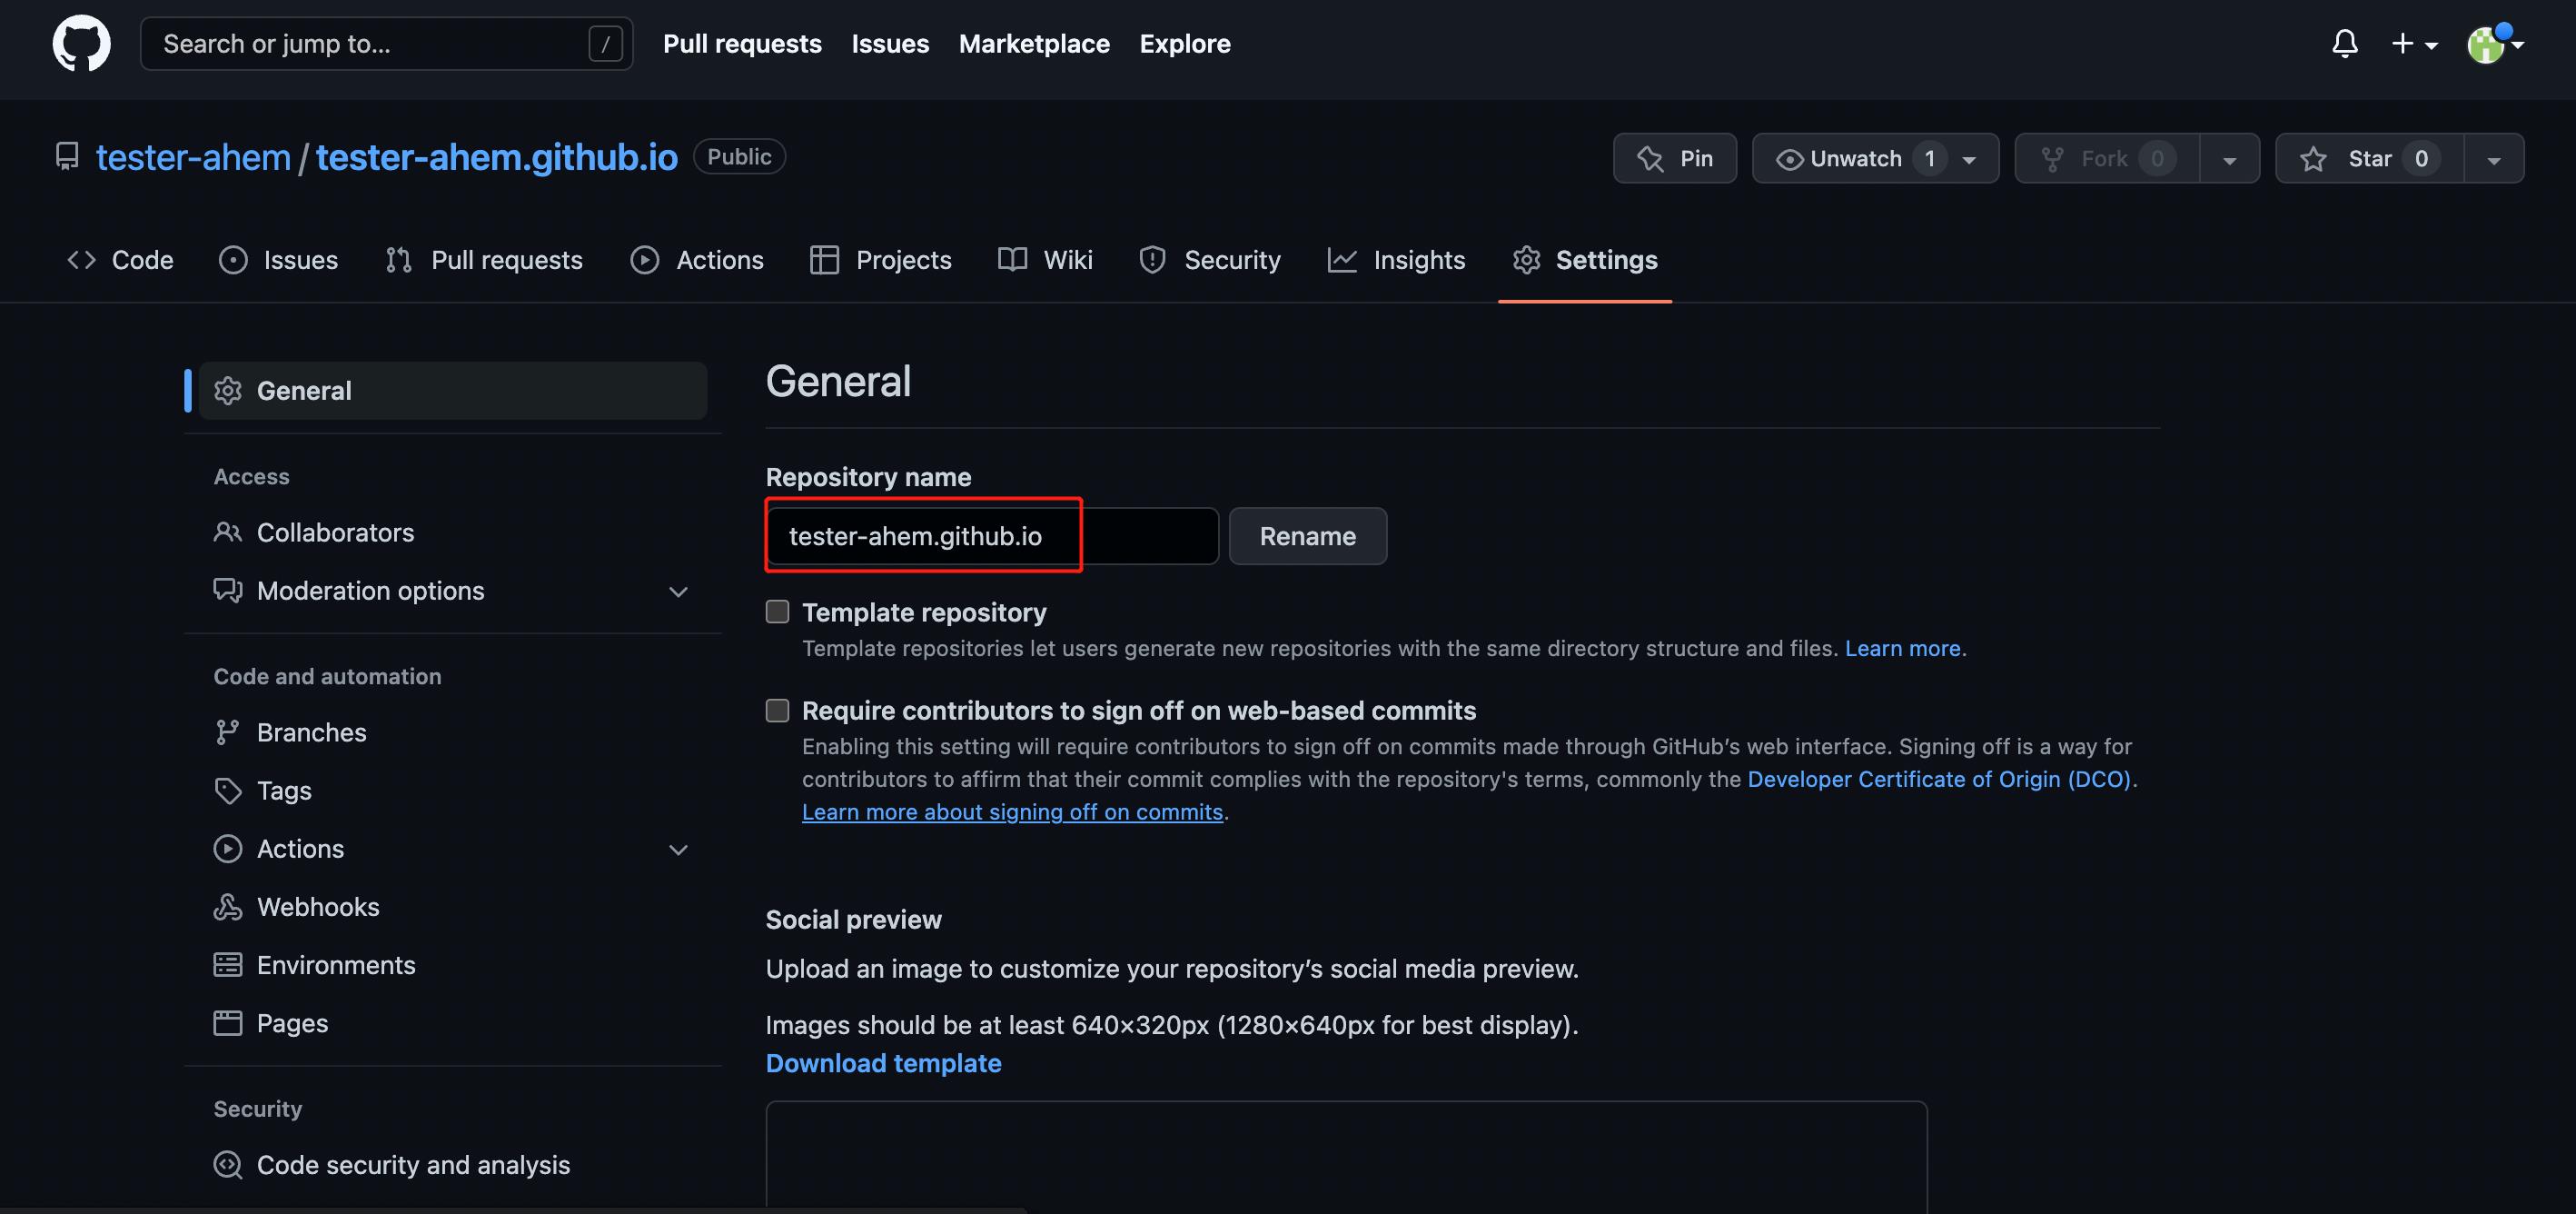 Search or jump to... /
Pull requests Issues Marketplace Explore
tester-ahem / tester-ahem.github.io Public
Pin Unwatch 1 Fork 0 Star 0
Code Issues Pull requests Actions Projects Wiki Security Insights Settings
General
Access
Collaborators
Moderation options
Code and automation
Branches
Tags
Actions
Webhooks
Environments
Pages
Security
Code security and analysis
General
Repository name
tester-ahem.github.io Rename
Template repository
Template repositories let users generate new repositories with the same directory structure and files. Learn more.
Require contributors to sign off on web-based commits
Enabling this setting will require contributors to sign off on commits made through GitHub’s web interface. Signing off is a way for
contributors to affirm that their commit complies with the repository's terms, commonly the Developer Certificate of Origin (DCO).
Learn more about signing off on commits.
Social preview
Upload an image to customize your repository’s social media preview.
Images should be at least 640×320px (1280×640px for best display).
Download template